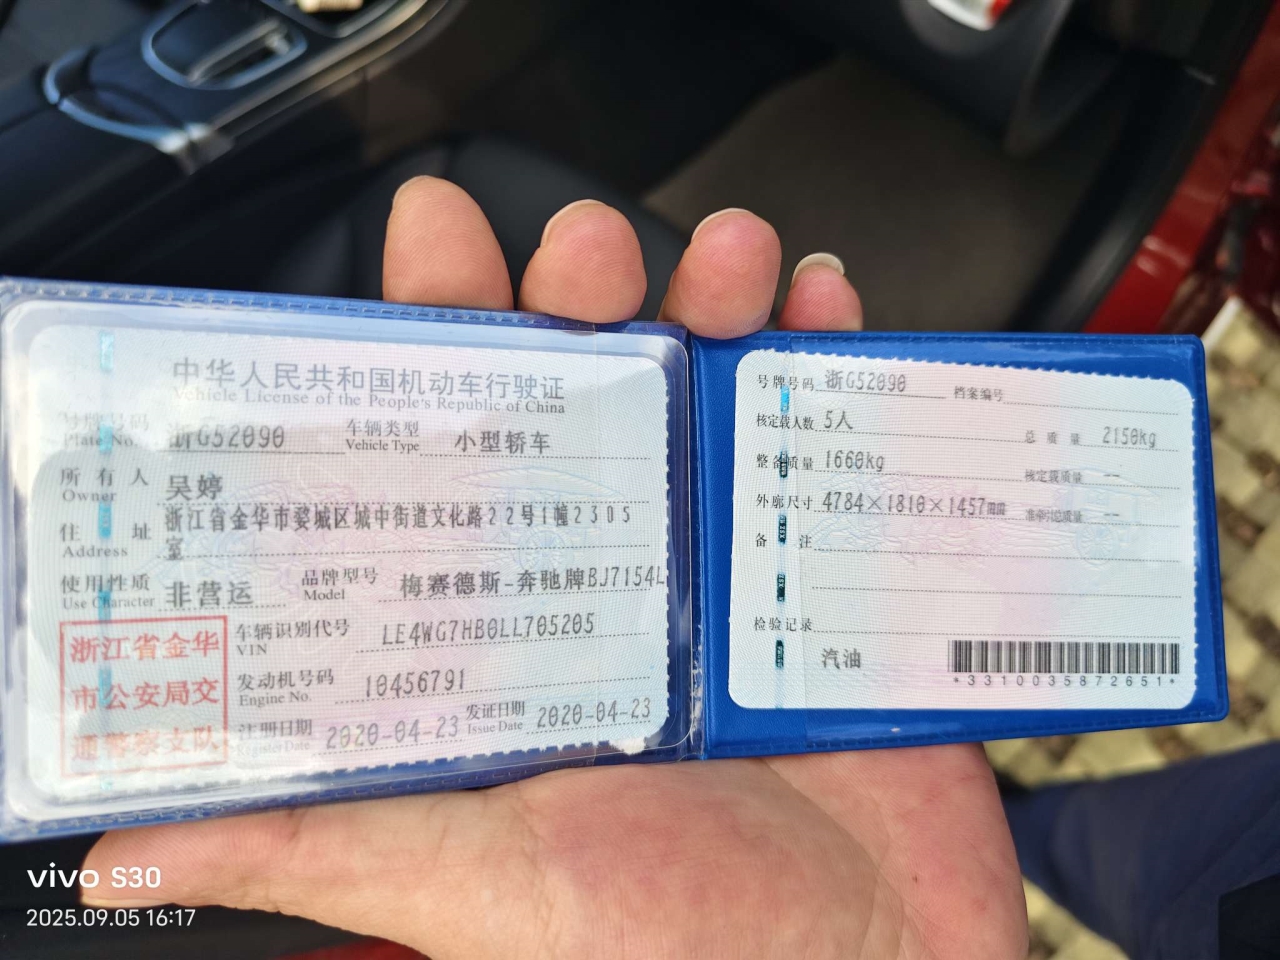 中华人民共和国机动车行驶证
Vehicle License of the People's Republic of China
号牌号码 浙G52090 车辆类型 小型轿车
Plate No. Vehicle Type
所有人 吴婷
Owner
住址 浙江省金华市婺城区城中街道文化路22号1幢2305
Address 室
使用性质 非营运 品牌型号 梅赛德斯-奔驰牌BJ7154L
Use Character Model
浙江省金华
市公安局交
通警察支队
车辆识别代号 LE4WG7HB0LL705205
VIN
发动机号码 10456791
Engine No.
注册日期 2020-04-23 发证日期 2020-04-23
Register Date Issue Date
号牌号码 浙G52090 档案编号
核定载人数 5人 总质量 2150kg
整备质量 1660kg 核定载质量 --
外廓尺寸 4784×1810×1457mm 准牵引总质量 --
备注
检验记录
汽油
*3310035872651*
vivo S30
2025.09.05 16:17